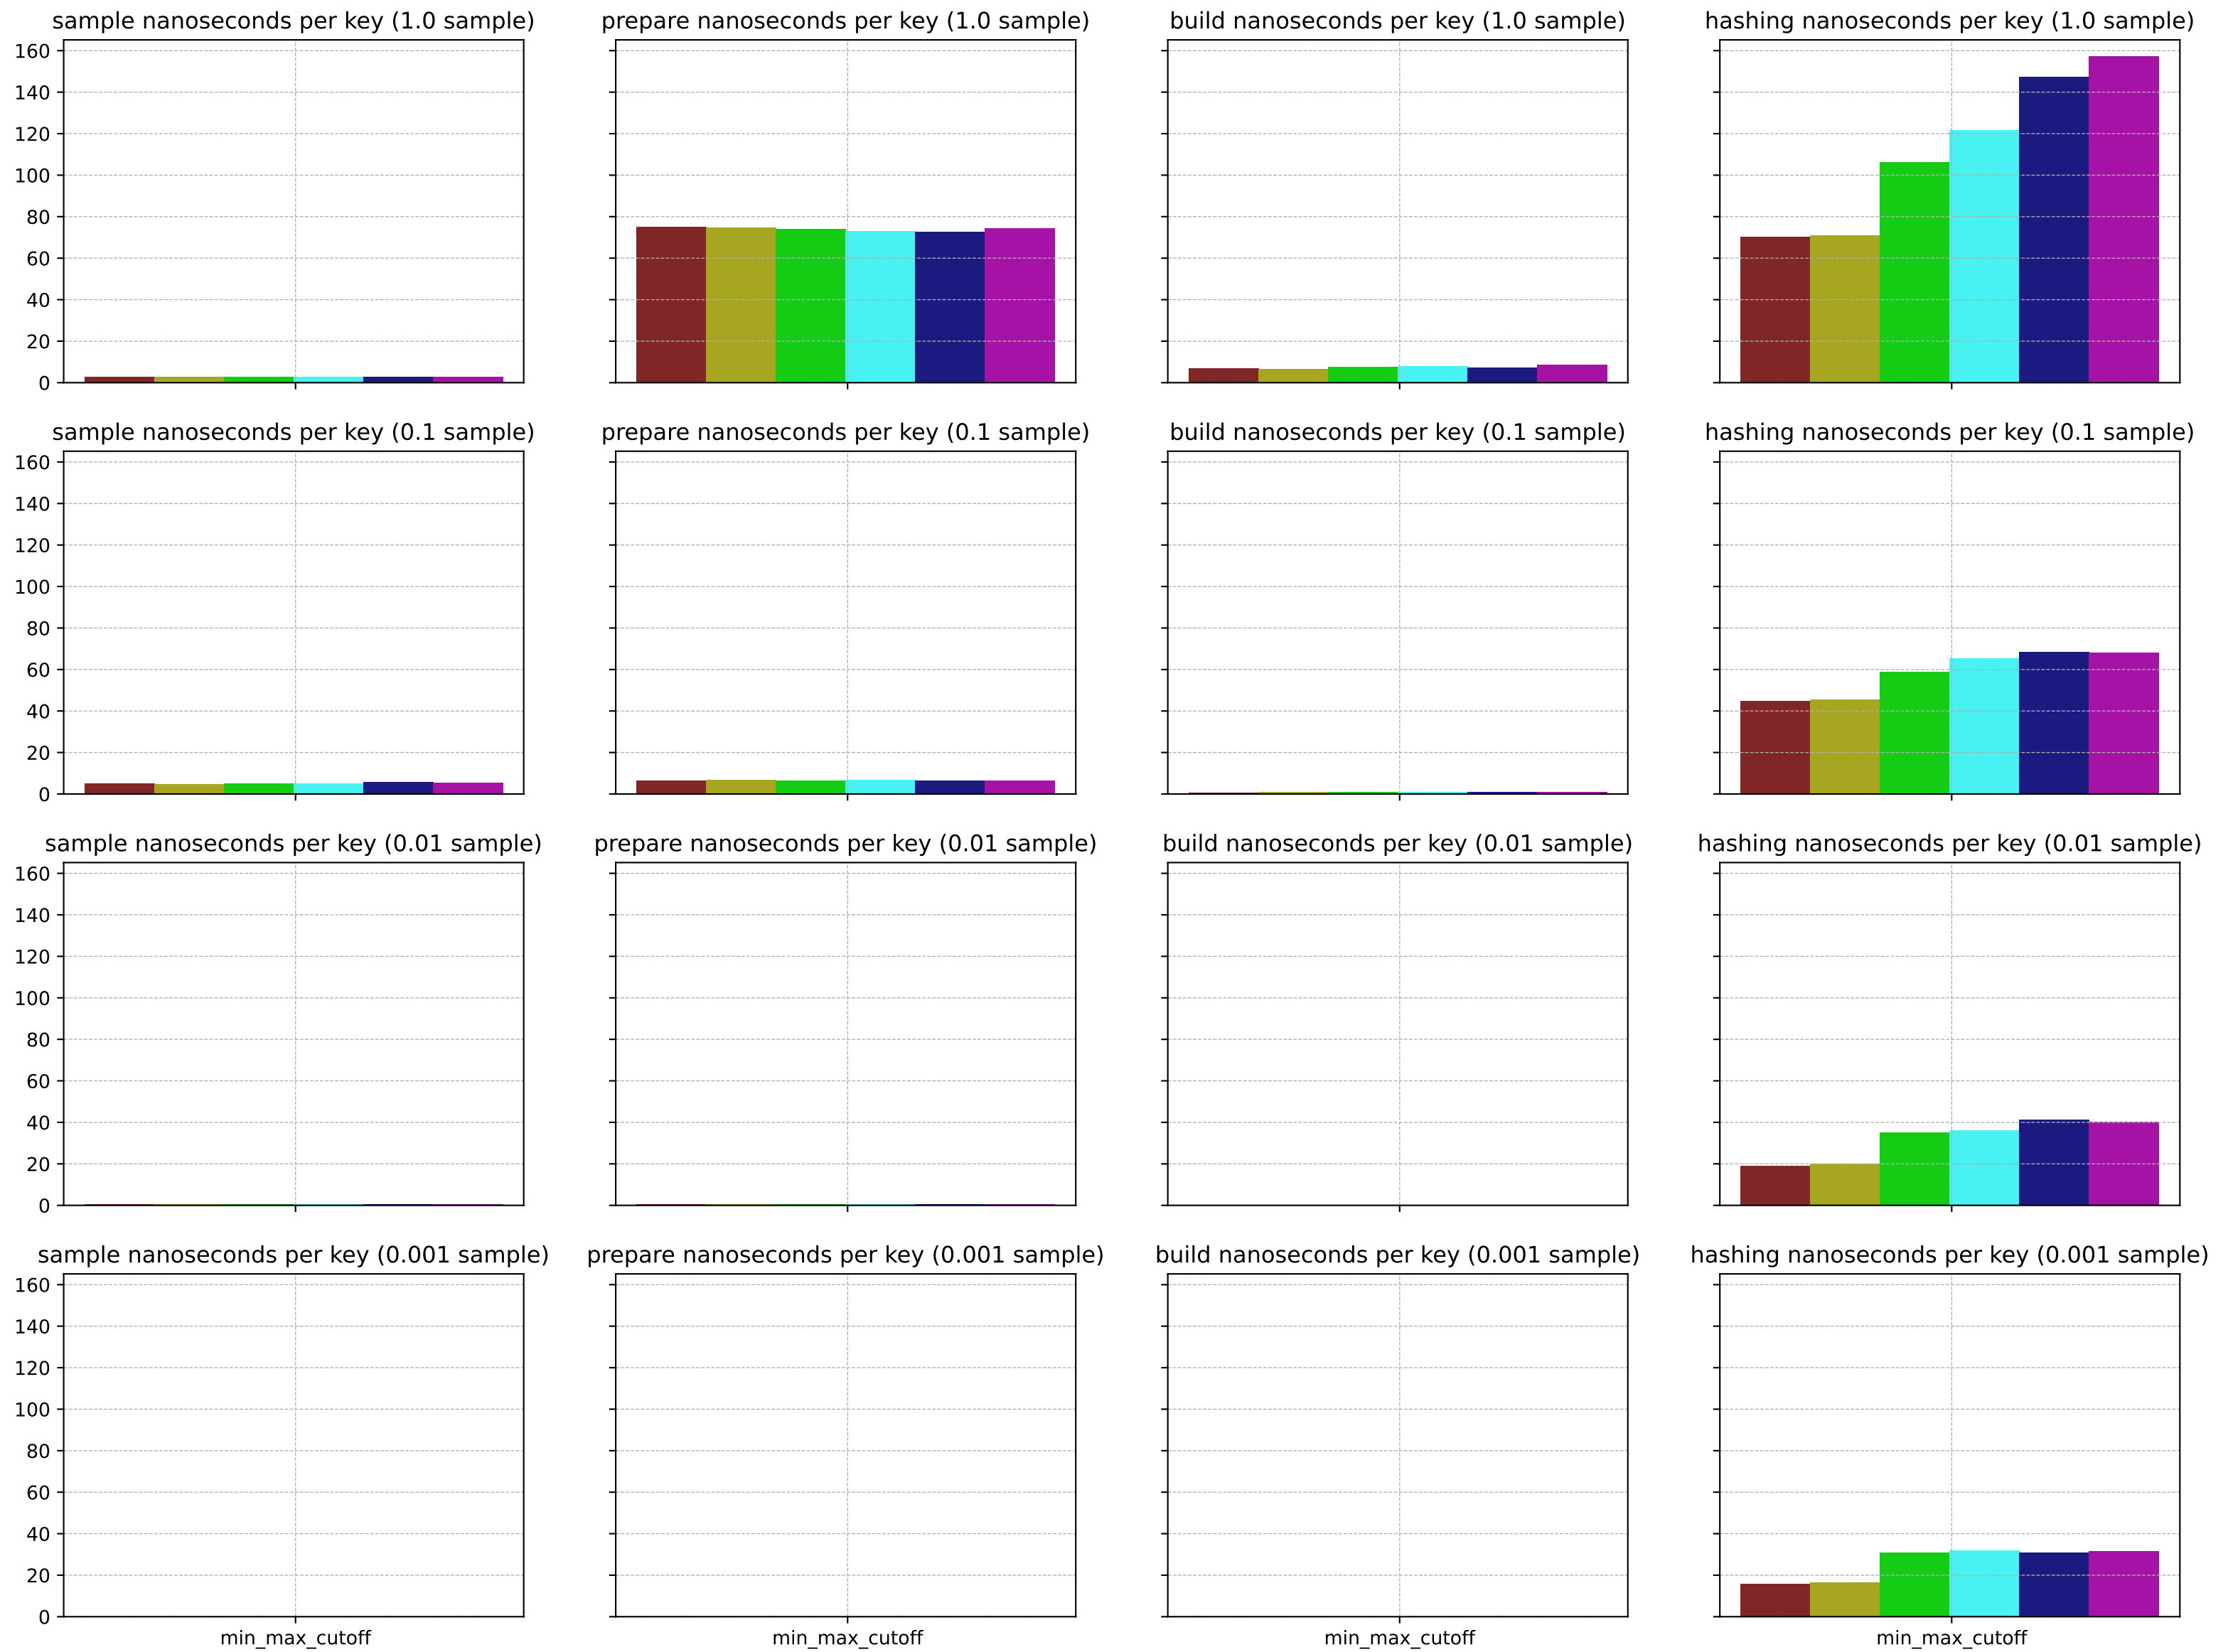 sample nanoseconds per key (1.0 sample)
prepare nanoseconds per key (1.0 sample)
build nanoseconds per key (1.0 sample)
hashing nanoseconds per key (1.0 sample)
160
140
120
100
80
60
40
20
0
sample nanoseconds per key (0.1 sample)
prepare nanoseconds per key (0.1 sample)
build nanoseconds per key (0.1 sample)
hashing nanoseconds per key (0.1 sample)
160
140
120
100
80
60
40
20
0
sample nanoseconds per key (0.01 sample)
prepare nanoseconds per key (0.01 sample)
build nanoseconds per key (0.01 sample)
hashing nanoseconds per key (0.01 sample)
160
140
120
100
80
60
40
20
0
sample nanoseconds per key (0.001 sample)
prepare nanoseconds per key (0.001 sample)
build nanoseconds per key (0.001 sample)
hashing nanoseconds per key (0.001 sample)
160
140
120
100
80
60
40
20
0
min_max_cutoff
min_max_cutoff
min_max_cutoff
min_max_cutoff